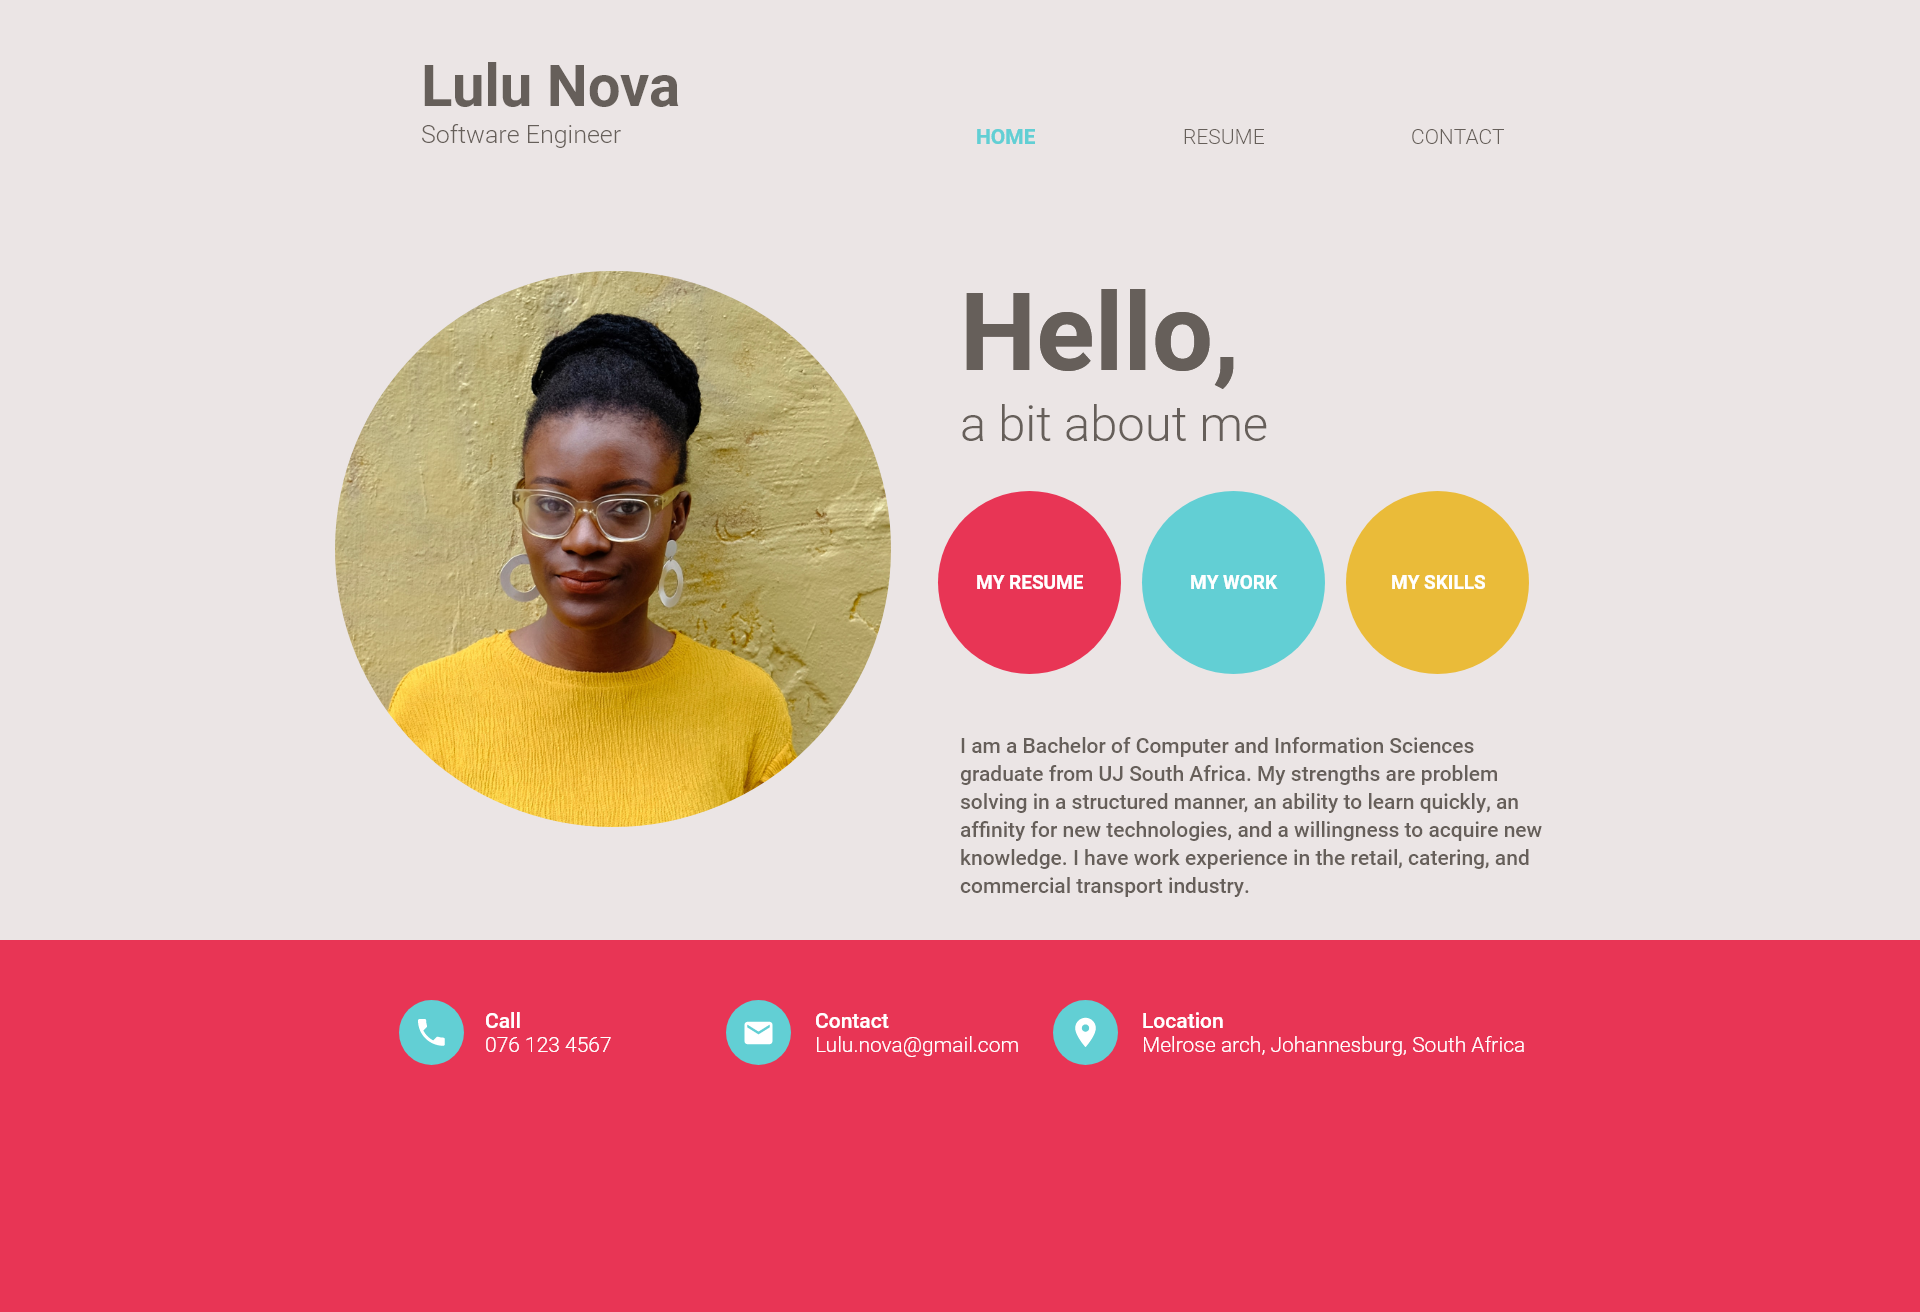 Lulu Nova
Software Engineer
HOME RESUME CONTACT
Hello,
a bit about me
MY RESUME MY WORK MY SKILLS
I am a Bachelor of Computer and Information Sciences
graduate from UJ South Africa. My strengths are problem
solving in a structured manner, an ability to learn quickly, an
affinity for new technologies, and a willingness to acquire new
knowledge. I have work experience in the retail, catering, and
commercial transport industry.
Call
076 123 4567
Contact
Lulu.nova@gmail.com
Location
Melrose arch, Johannesburg, South Africa